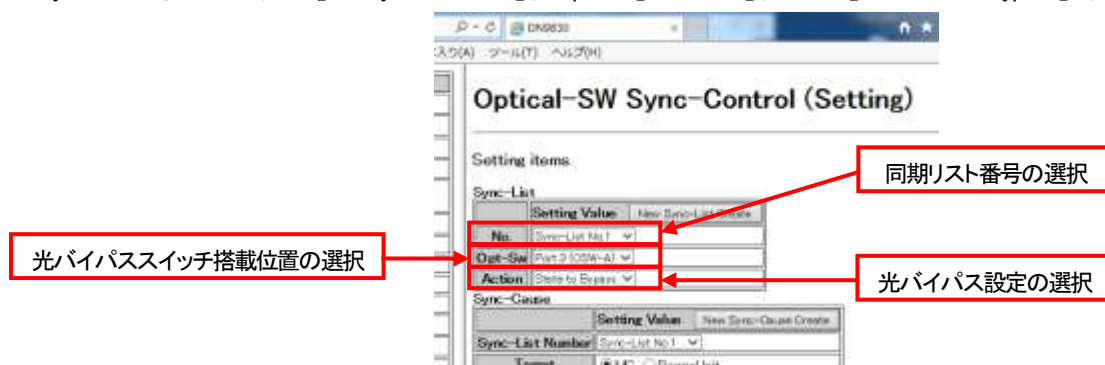 DN9830
ツール(T) ヘルプ(H)
Optical-SW Sync-Control (Setting)
Setting items
同期リスト番号の選択
Sync-List
Setting Value New Sync-List Create
No. Sync-List No.1
光バイパススイッチ搭載位置の選択
Opt-Sw Port 3 (OSW-A)
Action State to Bypass
光バイパス設定の選択
Sync-Cause
Setting Value New Sync-Cause Create
Sync-List Number Sync-List No.1
Target